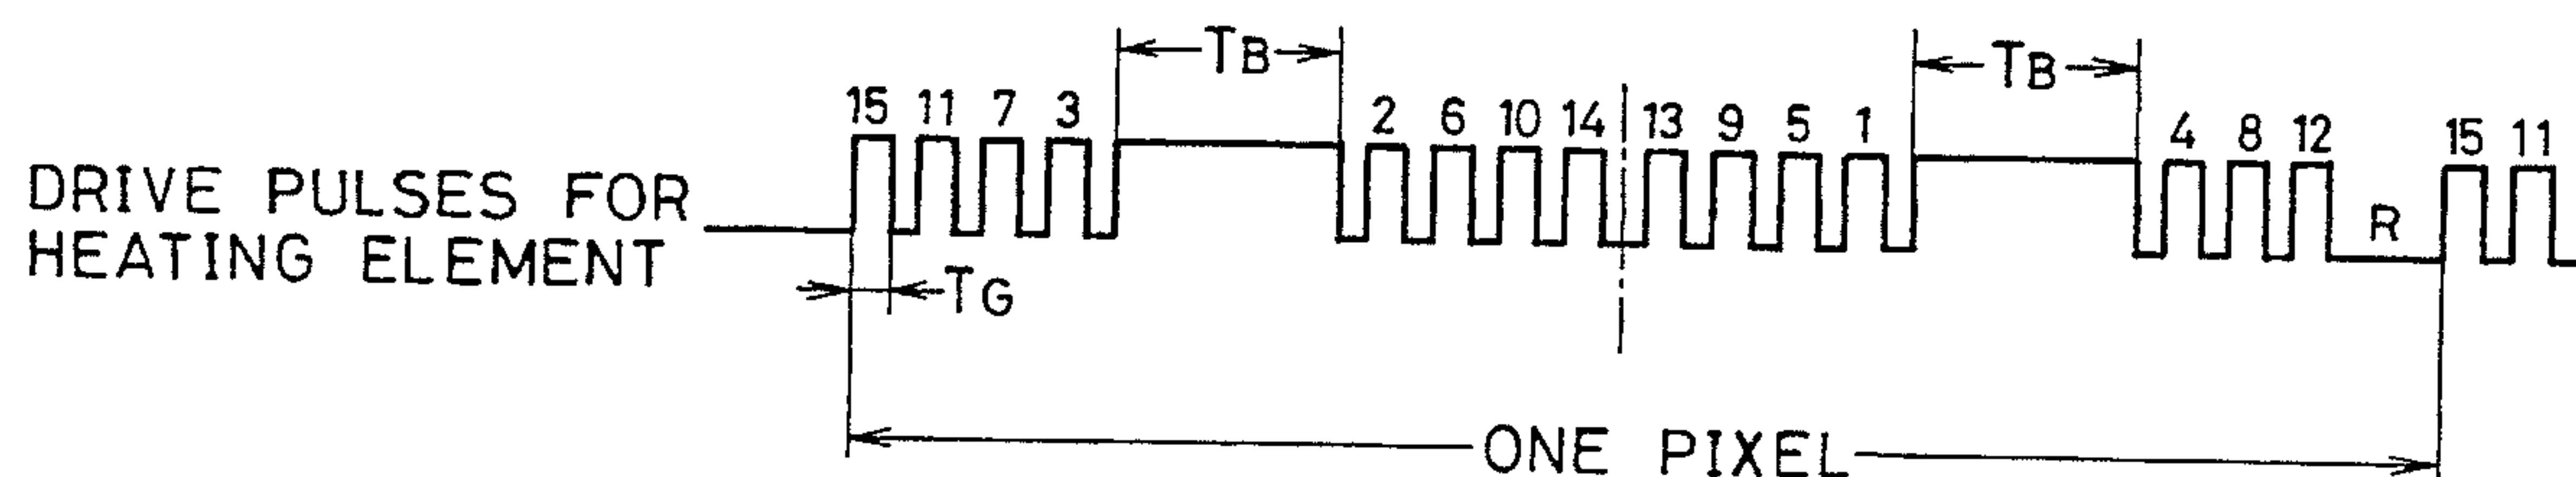 TB TB
15 11 7 3 2 6 10 14 13 9 5 1 4 8 12 15 11
DRIVE PULSES FOR
HEATING ELEMENT
R
TG
ONE PIXEL